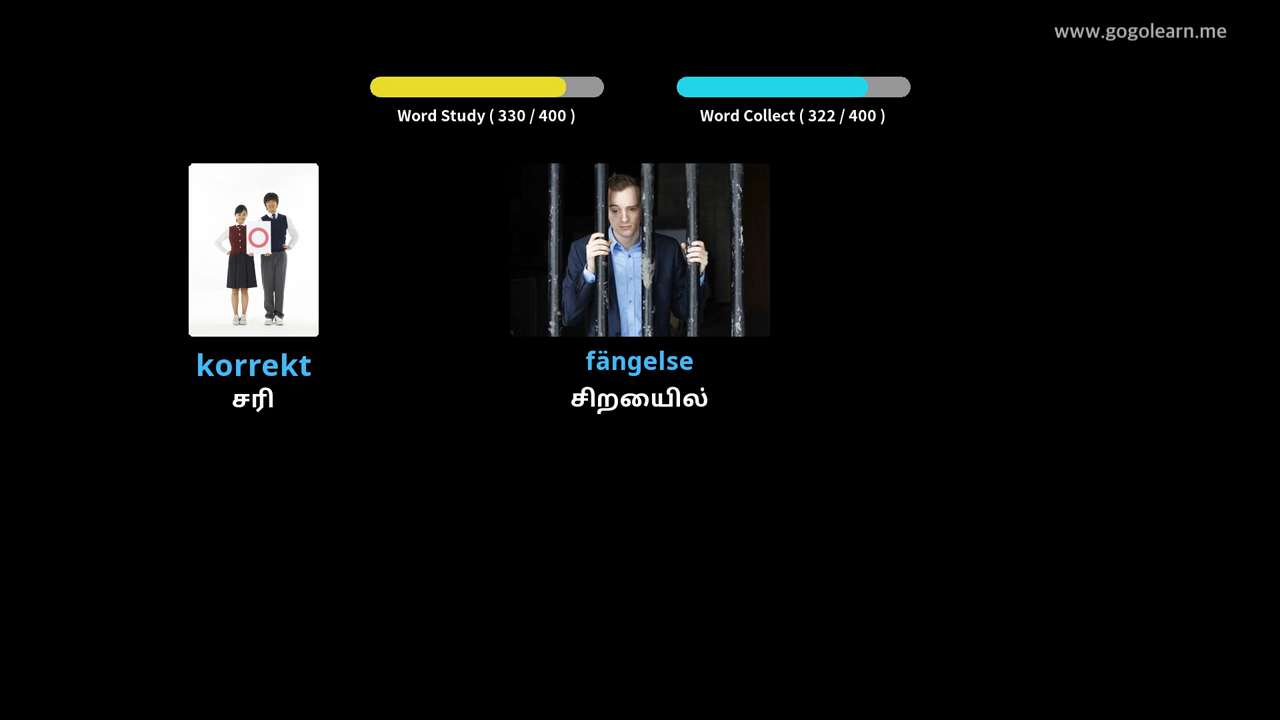 www.gogolearn.me
Word Study ( 330 / 400 )
Word Collect ( 322 / 400 )
korrekt
சரி
fängelse
சிறையில்